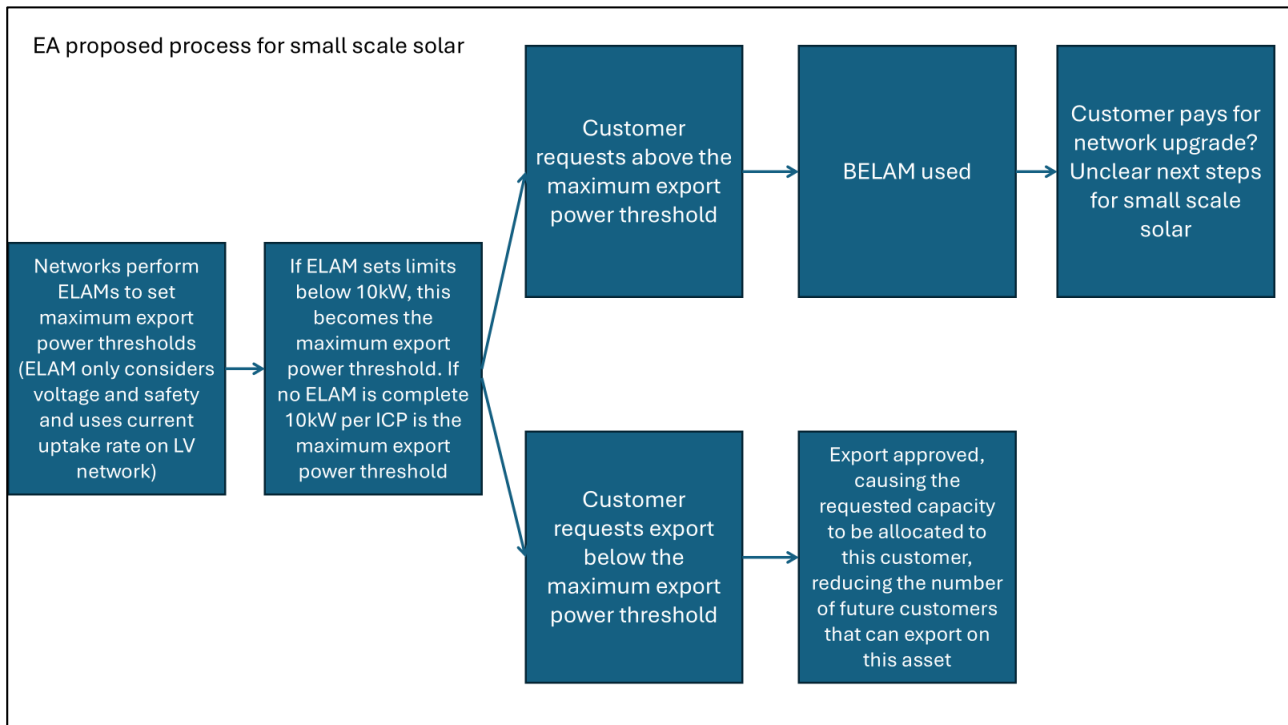 EA proposed process for small scale solar
Networks perform
ELAMs to set
maximum export
power thresholds
(ELAM only considers
voltage and safety
and uses current
uptake rate on LV
network)
If ELAM sets limits
below 10kW, this
becomes the
maximum export
power threshold. If
no ELAM is complete
10kW per ICP is the
maximum export
power threshold
Customer
requests above the
maximum export
power threshold
BELAM used
Customer pays for
network upgrade?
Unclear next steps
for small scale
solar
Customer
requests export
below the
maximum export
power threshold
Export approved,
causing the
requested capacity
to be allocated to
this customer,
reducing the number
of future customers
that can export on
this asset